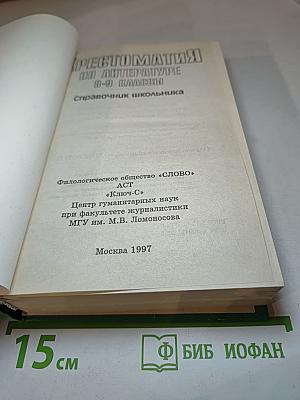 ХРЕСТОМАТИЯ
ПО ЛИТЕРАТУРЕ
8-9 КЛАССЫ
справочник школьника
Филологическое общество «СЛОВО»
АСТ
«Ключ-С»
Центр гуманитарных наук
при факультете журналистики
МГУ им. М.В. Ломоносова
Москва 1997
15 см
Ф БИБ ИОФАН